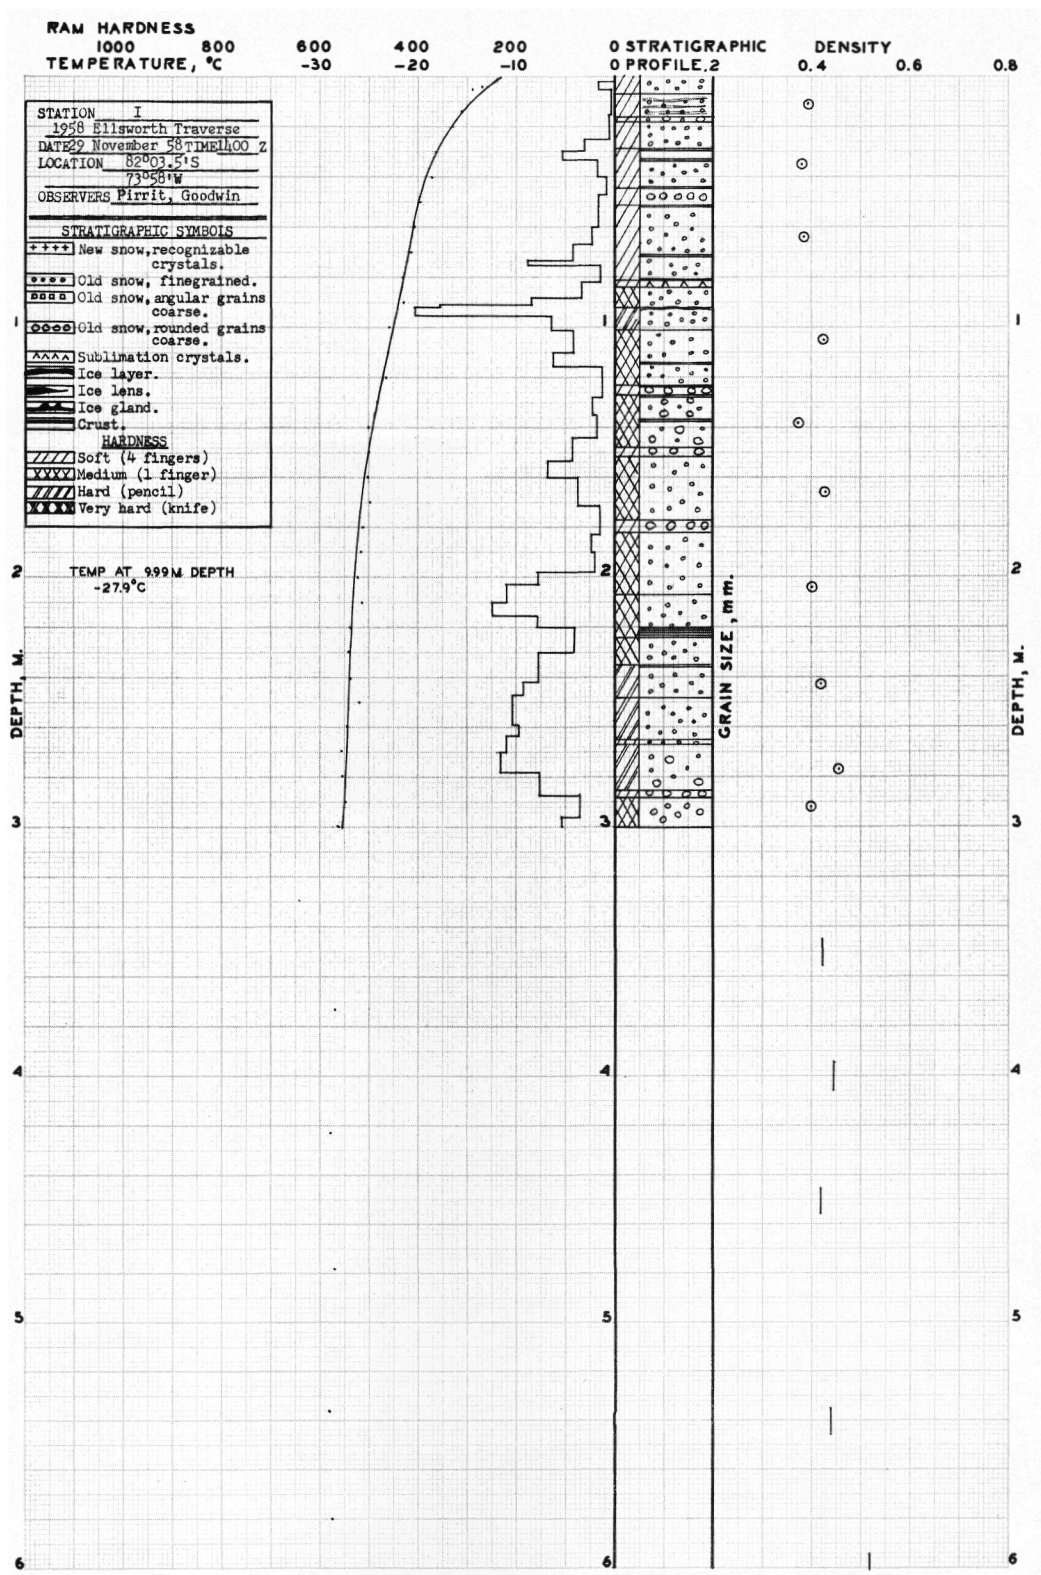 RAM HARDNESS
1000 800 600 400 200 0 STRATIGRAPHIC DENSITY
TEMPERATURE, °C -30 -20 -10 0 PROFILE, 2 0.4 0.6 0.8
STATION I
1958 Ellsworth Traverse
DATE 29 November 58 TIME 1400 Z
LOCATION 82°03.5'S
73°58'W
OBSERVERS Pirrit, Goodwin
STRATIGRAPHIC SYMBOLS
New snow, recognizable
crystals.
Old snow, finegrained.
Old snow, angular grains
coarse.
Old snow, rounded grains
coarse.
Sublimation crystals.
Ice layer.
Ice lens.
Ice gland.
Crust.
HARDNESS
Soft (4 fingers)
Medium (1 finger)
Hard (pencil)
Very hard (knife)
TEMP AT 9.99 M DEPTH
-27.9°C
1 1 1
2 2 2
DEPTH, M.
GRAIN SIZE, mm.
DEPTH, M.
3 3 3
4 4 4
5 5 5
6 6 6